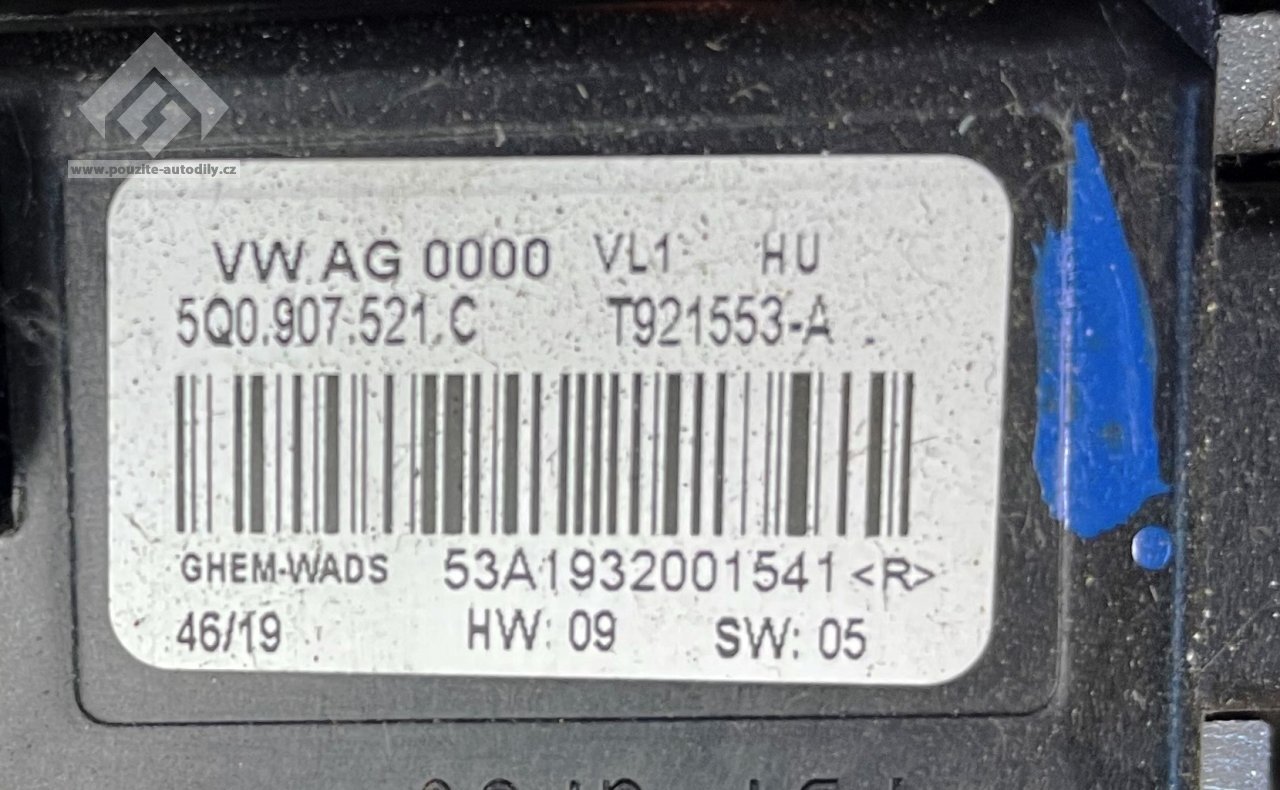 www.pouzite-autodily.cz
VW AG 0000 VL1 HU
5Q0.907.521.C T921553-A
GHEM-WADS 53A1932001541 <R>
46/19 HW: 09 SW: 05